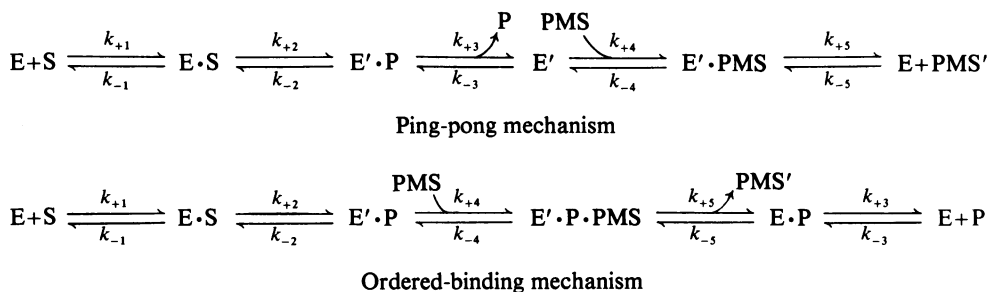 P PMS
k+1 k+2 k+3 k+4 k+5
E+S E·S E′·P E′ E′·PMS E+PMS′
k−1 k−2 k−3 k−4 k−5
Ping-pong mechanism
PMS PMS′
k+1 k+2 k+4 k+5 k+3
E+S E·S E′·P E′·P·PMS E·P E+P
k−1 k−2 k−4 k−5 k−3
Ordered-binding mechanism